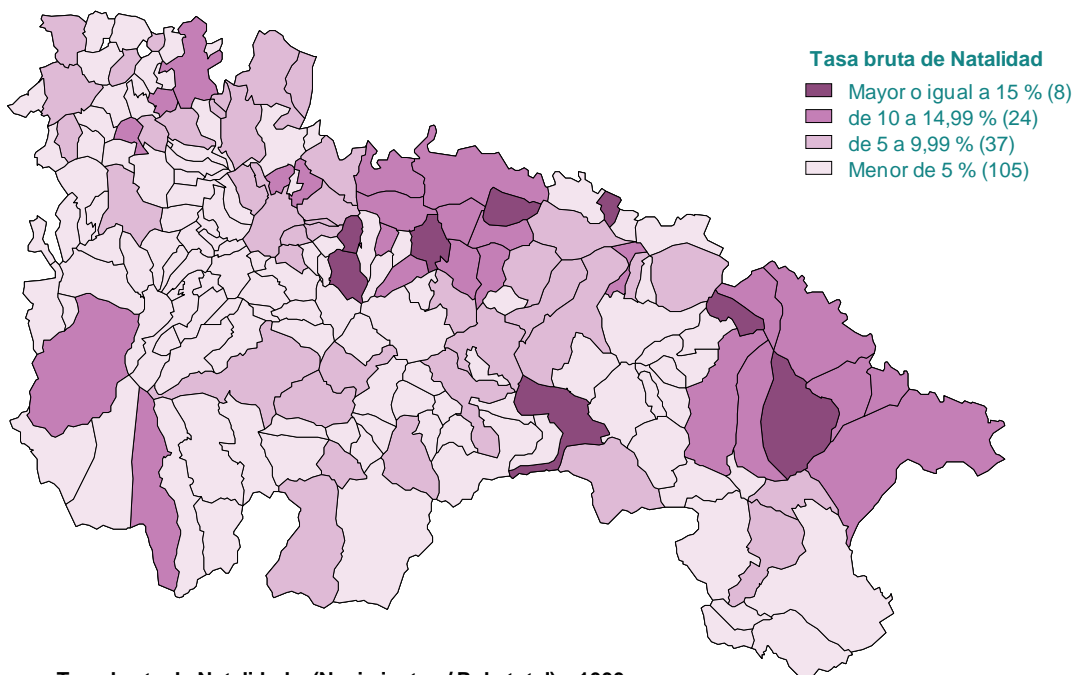 Tasa bruta de Natalidad
Mayor o igual a 15 % (8)
de 10 a 14,99 % (24)
de 5 a 9,99 % (37)
Menor de 5 % (105)